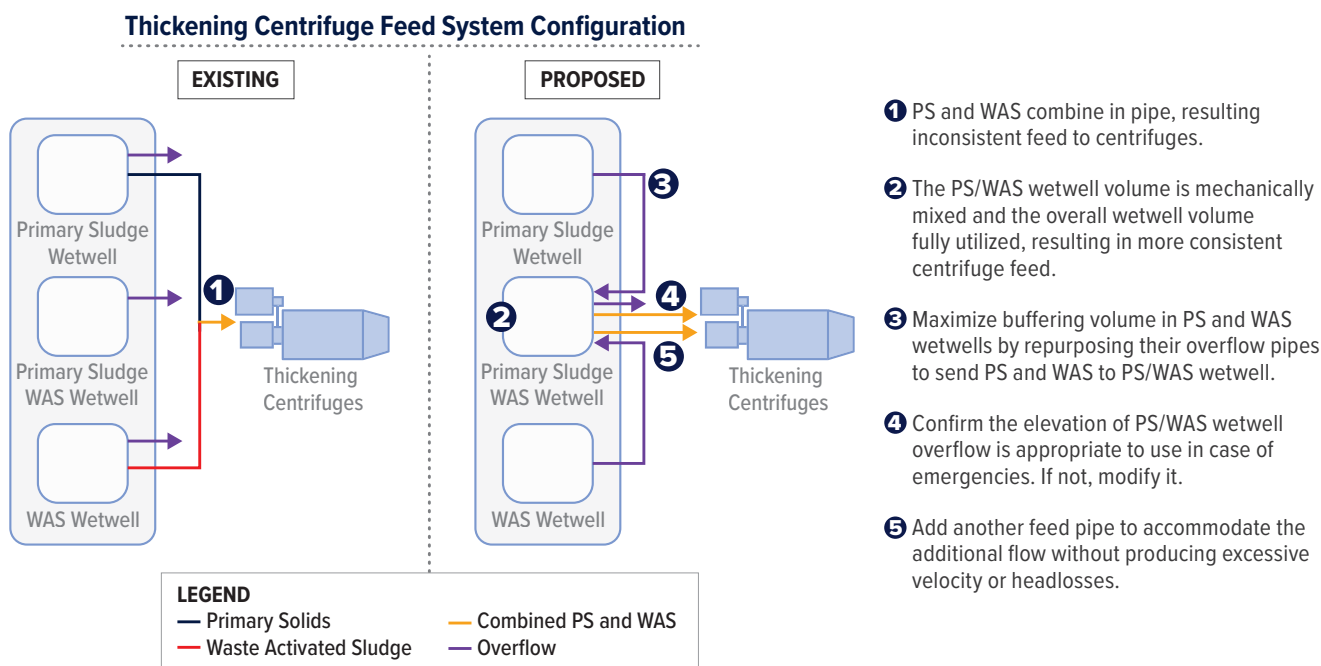 Thickening Centrifuge Feed System Configuration
EXISTING
Primary Sludge
Wetwell
Primary Sludge
WAS Wetwell
WAS Wetwell
1
Thickening
Centrifuges
PROPOSED
Primary Sludge
Wetwell
2
Primary Sludge
WAS Wetwell
WAS Wetwell
3
4
5
Thickening
Centrifuges
1 PS and WAS combine in pipe, resulting
inconsistent feed to centrifuges.
2 The PS/WAS wetwell volume is mechanically
mixed and the overall wetwell volume
fully utilized, resulting in more consistent
centrifuge feed.
3 Maximize buffering volume in PS and WAS
wetwells by repurposing their overflow pipes
to send PS and WAS to PS/WAS wetwell.
4 Confirm the elevation of PS/WAS wetwell
overflow is appropriate to use in case of
emergencies. If not, modify it.
5 Add another feed pipe to accommodate the
additional flow without producing excessive
velocity or headlosses.
LEGEND
Primary Solids
Waste Activated Sludge
Combined PS and WAS
Overflow